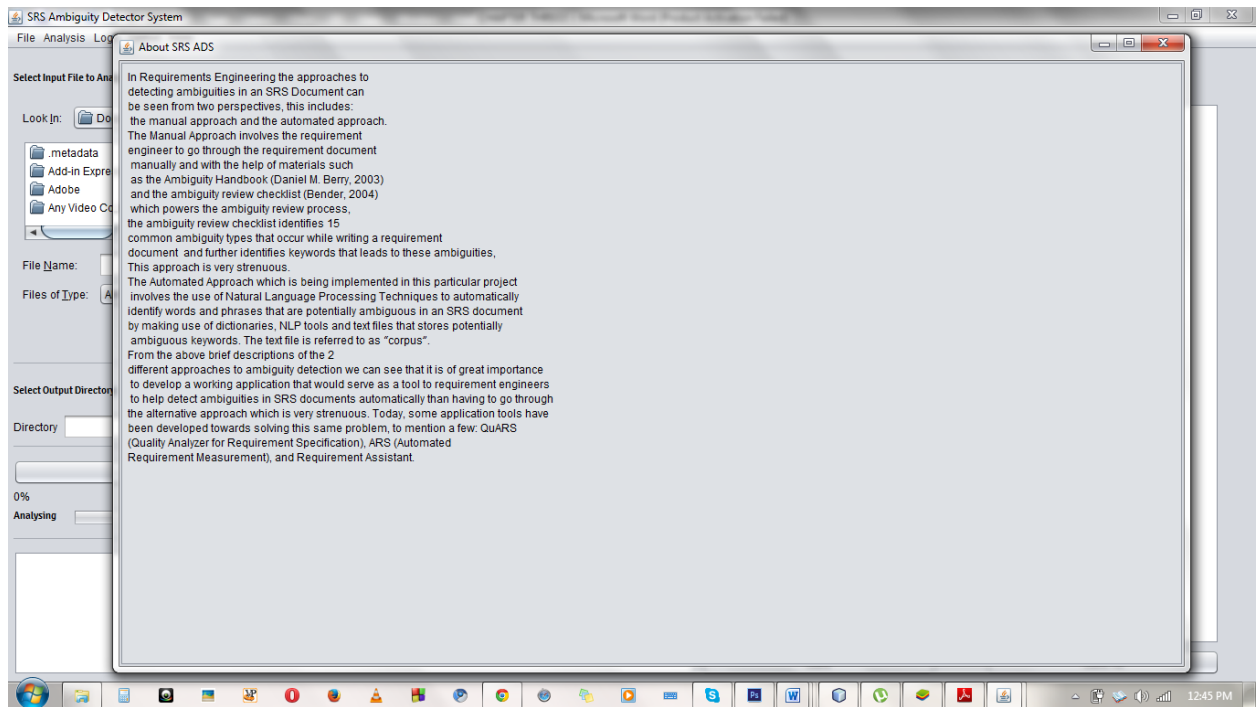 SRS Ambiguity Detector System
File Analysis Log
About SRS ADS
Select Input File to Ana
Look In: Do
.metadata
Add-in Expre
Adobe
Any Video Co
File Name:
Files of Type: A
Select Output Directory
Directory
0%
Analysing
In Requirements Engineering the approaches to
detecting ambiguities in an SRS Document can
be seen from two perspectives, this includes:
the manual approach and the automated approach.
The Manual Approach involves the requirement
engineer to go through the requirement document
manually and with the help of materials such
as the Ambiguity Handbook (Daniel M. Berry, 2003)
and the ambiguity review checklist (Bender, 2004)
which powers the ambiguity review process,
the ambiguity review checklist identifies 15
common ambiguity types that occur while writing a requirement
document and further identifies keywords that leads to these ambiguities,
This approach is very strenuous.
The Automated Approach which is being implemented in this particular project
involves the use of Natural Language Processing Techniques to automatically
identify words and phrases that are potentially ambiguous in an SRS document
by making use of dictionaries, NLP tools and text files that stores potentially
ambiguous keywords. The text file is referred to as "corpus".
From the above brief descriptions of the 2
different approaches to ambiguity detection we can see that it is of great importance
to develop a working application that would serve as a tool to requirement engineers
to help detect ambiguities in SRS documents automatically than having to go through
the alternative approach which is very strenuous. Today, some application tools have
been developed towards solving this same problem, to mention a few: QuARS
(Quality Analyzer for Requirement Specification), ARS (Automated
Requirement Measurement), and Requirement Assistant.
Ps
12:45 PM